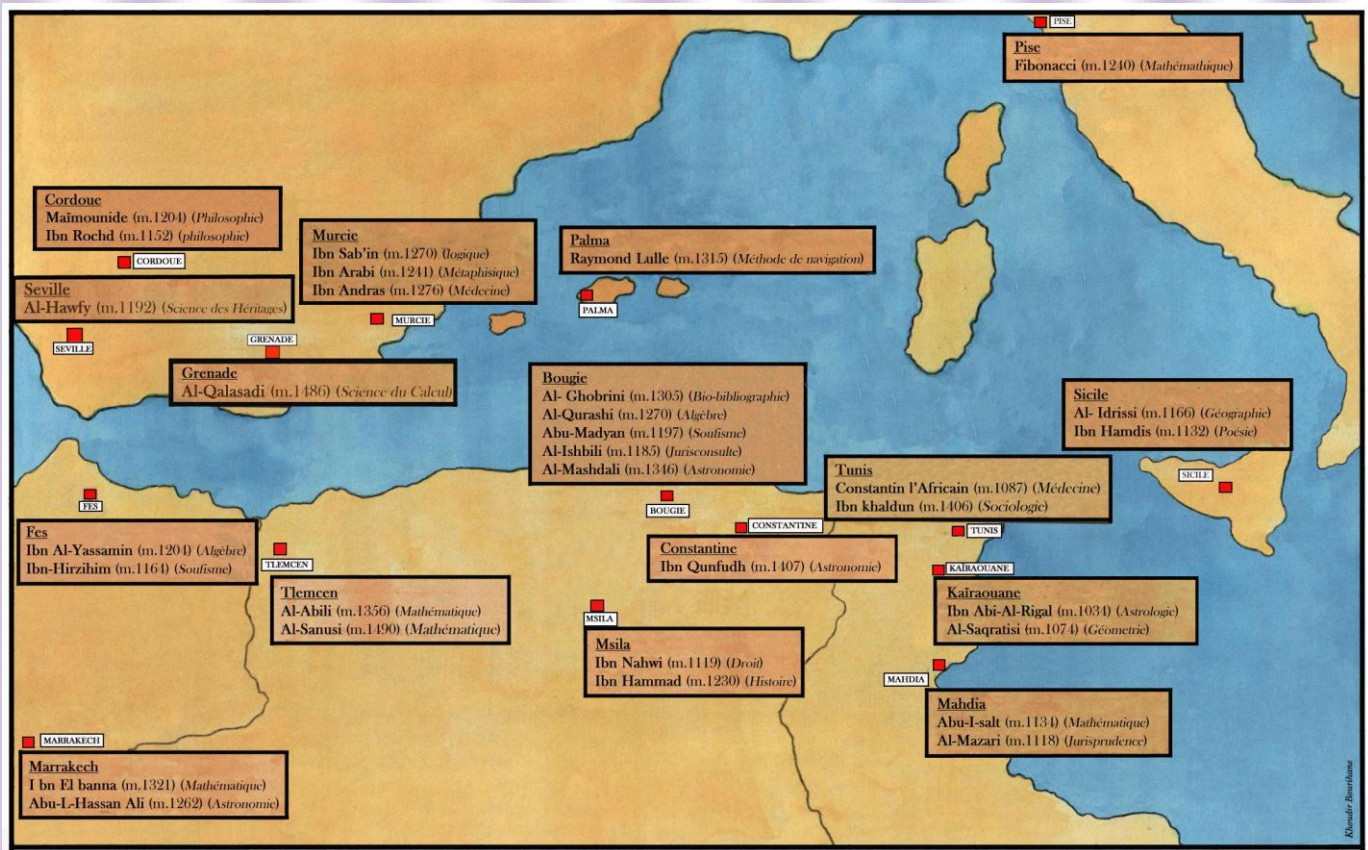 PISE
Pise
Fibonacci (m.1240) (Mathémathique)
Cordoue
Maïmounide (m.1204) (Philosophie)
Ibn Rochd (m.1152) (philosophie)
CORDOUE
Murcie
Ibn Sab'in (m.1270) (logique)
Ibn Arabi (m.1241) (Métaphisique)
Ibn Andras (m.1276) (Médecine)
MURCIE
Palma
Raymond Lulle (m.1315) (Méthode de navigation)
PALMA
Seville
Al-Hawfy (m.1192) (Science des Héritages)
SEVILLE
GRENADE
Grenade
Al-Qalasadi (m.1486) (Science du Calcul)
Bougie
Al- Ghobrini (m.1305) (Bio-bibliographie)
Al-Qurashi (m.1270) (Algèbre)
Abu-Madyan (m.1197) (Soufisme)
Al-Ishbili (m.1185) (Jurisconsulte)
Al-Mashdali (m.1346) (Astronomie)
BOUGIE
Sicile
Al- Idrissi (m.1166) (Géographie)
Ibn Hamdis (m.1132) (Poésie)
SICILE
Tunis
Constantin l'Africain (m.1087) (Médecine)
Ibn khaldun (m.1406) (Sociologie)
TUNIS
FES
Fes
Ibn Al-Yassamin (m.1204) (Algèbre)
Ibn-Hirzihim (m.1164) (Soufisme)
TLEMCEN
Tlemcen
Al-Abili (m.1356) (Mathématique)
Al-Sanusi (m.1490) (Mathématique)
CONSTANTINE
Constantine
Ibn Qunfudh (m.1407) (Astronomie)
KAÏRAOUANE
Kaïraouane
Ibn Abi-Al-Rigal (m.1034) (Astrologie)
Al-Saqratisi (m.1074) (Géometrie)
MSILA
Msila
Ibn Nahwi (m.1119) (Droit)
Ibn Hammad (m.1230) (Histoire)
MAHDIA
Mahdia
Abu-I-salt (m.1134) (Mathématique)
Al-Mazari (m.1118) (Jurisprudence)
MARRAKECH
Marrakech
I bn El banna (m.1321) (Mathématique)
Abu-L-Hassan Ali (m.1262) (Astronomie)
Khoudir Bourihane